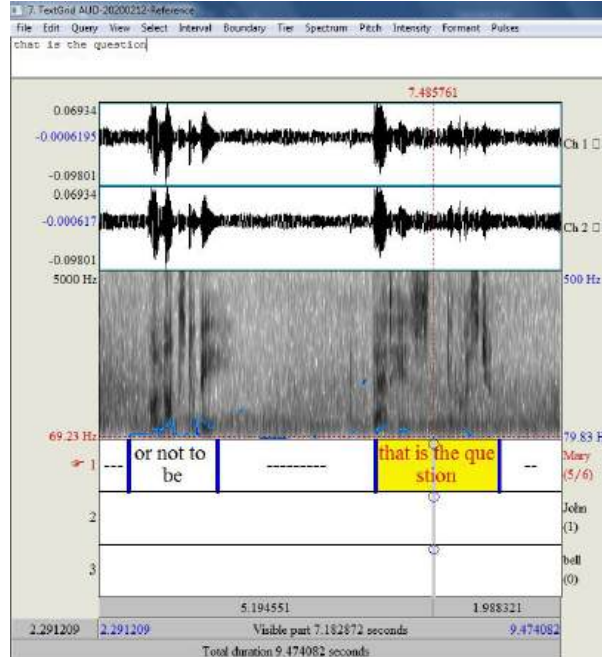 7. TextGrid AUD-20200212-Reference
File Edit Query View Select Interval Boundary Tier Spectrum Pitch Intensity Formant Pulses
that is the question
7.485761
0.06934
-0.0006195
-0.09801
Ch 1
0.06934
-0.000617
-0.09801
Ch 2
5000 Hz
500 Hz
69.23 Hz
79.83 H
1
---
or not to
be
---------
that is the que
stion
--
Mary
(5/6)
2
John
(1)
3
bell
(0)
5.194551 1.988321
2.291209 2.291209 Visible part 7.182872 seconds 9.474082
Total duration 9.474082 seconds